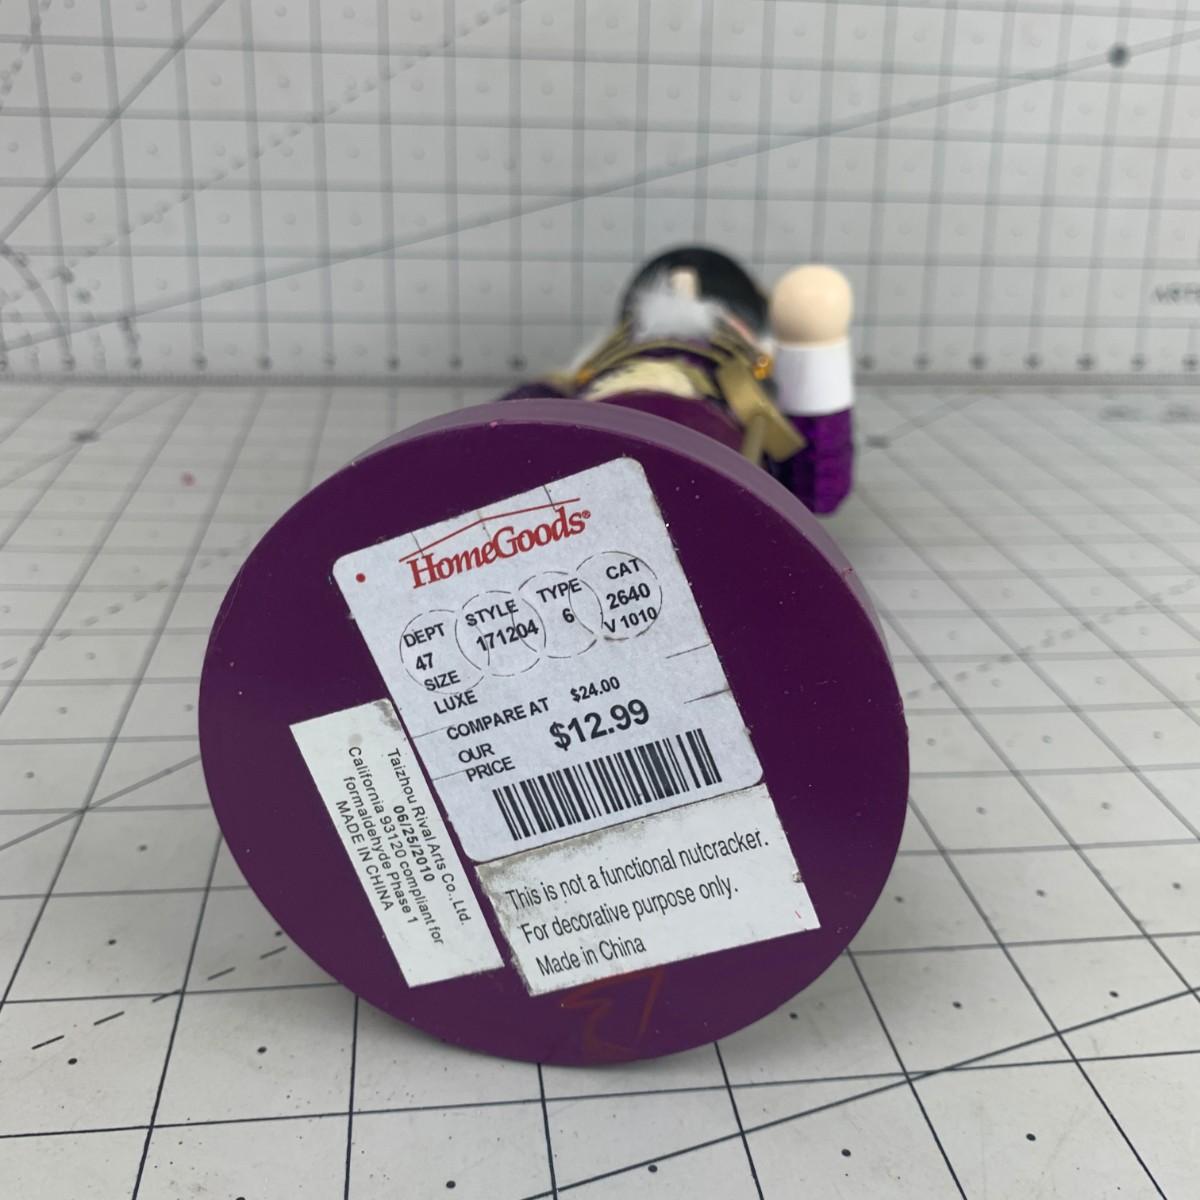 HomeGoods®
DEPT STYLE TYPE CAT
47 171204 6 2640
SIZE V 1010
LUXE
COMPARE AT $24.00
OUR PRICE $12.99
This is not a functional nutcracker.
For decorative purpose only.
Made in China
Taizhou Rival Arts Co.,Ltd.
06/25/2010
California 93120 compliant for
formaldehyde Phase 1
MADE IN CHINA